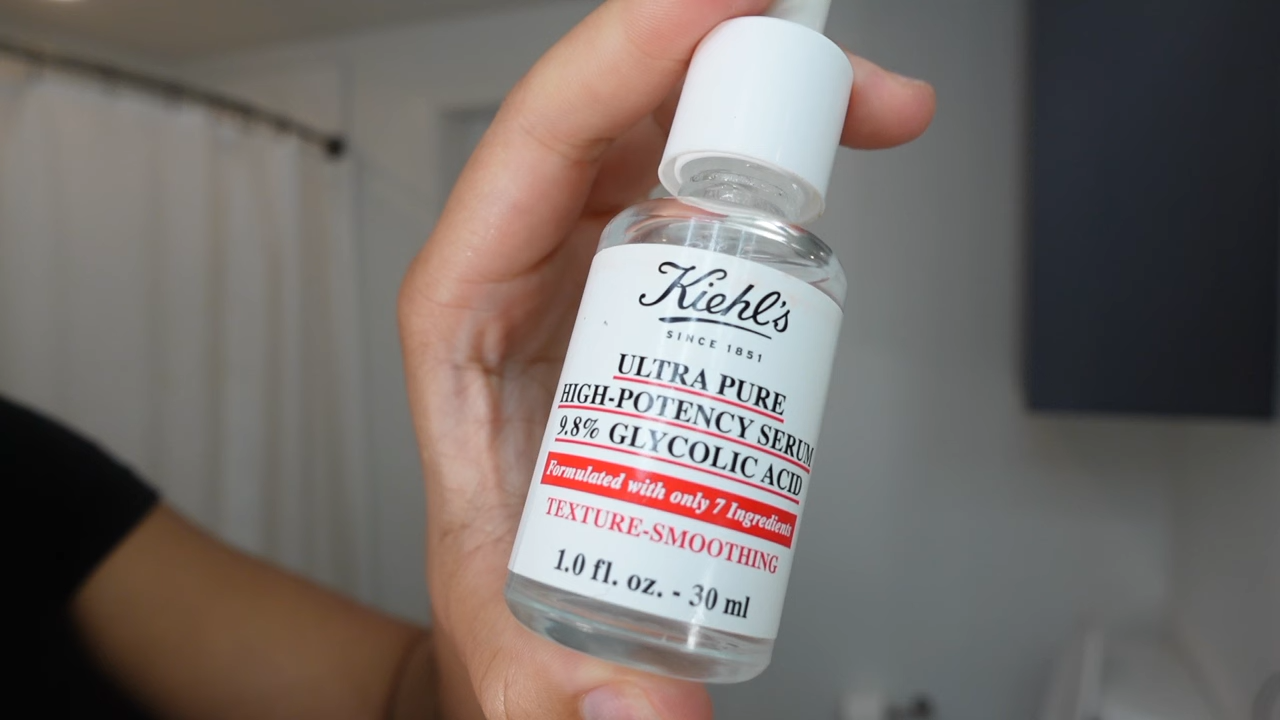 Kiehl's
SINCE 1851
ULTRA PURE
HIGH-POTENCY SERUM
9.8% GLYCOLIC ACID
Formulated with only 7 Ingredients
TEXTURE-SMOOTHING
1.0 fl. oz. - 30 ml